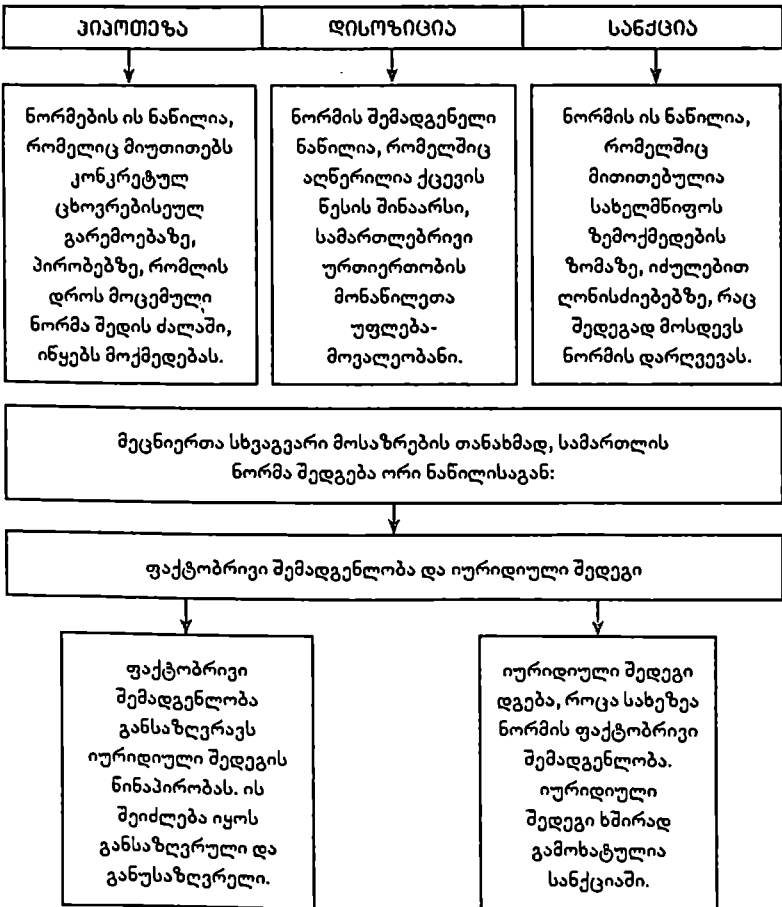 ჰიპოთეზა
დისოზიცია
სანქცია
ნორმების ის ნაწილია,
რომელიც მიუთითებს
კონკრეტულ
ცხოვრებისეულ
გარემოებაზე,
პირობებზე, რომლის
დროს მოცემული
ნორმა შედის ძალაში,
იწყებს მოქმედებას.
ნორმის შემადგენელი
ნაწილია, რომელშიც
აღწერილია ქცევის
წესის შინაარსი,
სამართლებრივი
ურთიერთობის
მონაწილეთა
უფლება-
მოვალეობანი.
ნორმის ის ნაწილია,
რომელშიც
მითითებულია
სახელმწიფოს
ზემოქმედების
ზომაზე, იძულებით
ღონისძიებებზე, რაც
შედეგად მოსდევს
ნორმის დარღვევას.
მეცნიერთა სხვაგვარი მოსაზრების თანახმად, სამართლის
ნორმა შედგება ორი ნაწილისაგან:
ფაქტობრივი შემადგენლობა და იურიდიული შედეგი
ფაქტობრივი
შემადგენლობა
განსაზღვრავს
იურიდიული შედეგის
წინაპირობას. ის
შეიძლება იყოს
განსაზღვრული და
განუსაზღვრელი.
იურიდიული შედეგი
დგება, როცა სახეზეა
ნორმის ფაქტობრივი
შემადგენლობა.
იურიდიული
შედეგი ხშირად
გამოხატულია
სანქციაში.